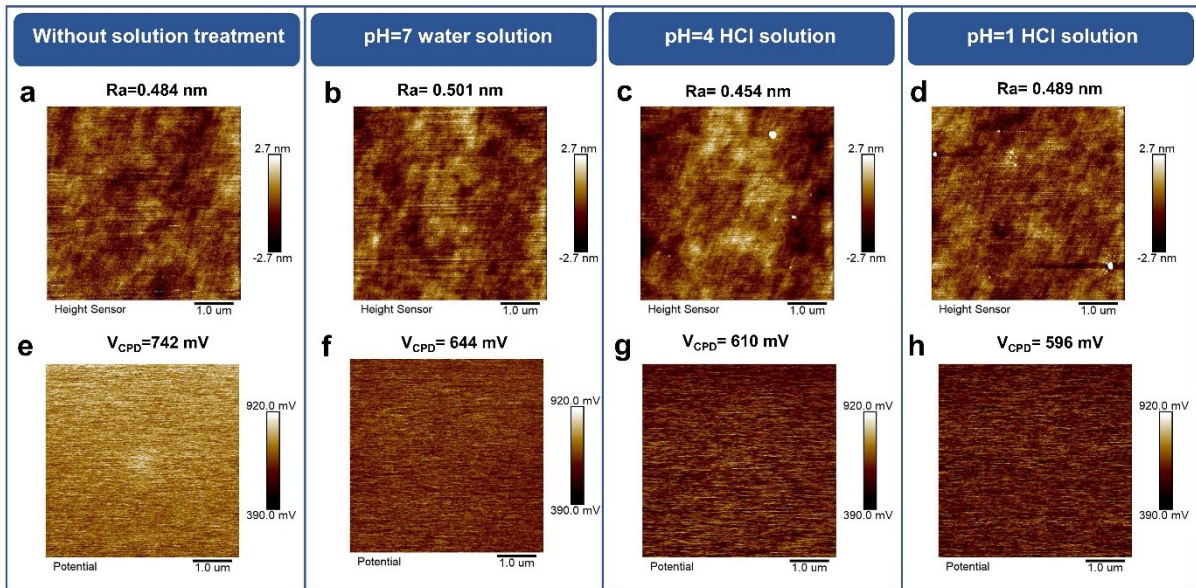 Without solution treatment
pH=7 water solution
pH=4 HCl solution
pH=1 HCl solution
a
Ra=0.484 nm
2.7 nm
-2.7 nm
Height Sensor
1.0 um
b
Ra= 0.501 nm
2.7 nm
-2.7 nm
Height Sensor
1.0 um
c
Ra= 0.454 nm
2.7 nm
-2.7 nm
Height Sensor
1.0 um
d
Ra= 0.489 nm
2.7 nm
-2.7 nm
Height Sensor
1.0 um
e
VCPD=742 mV
920.0 mV
390.0 mV
Potential
1.0 um
f
VCPD= 644 mV
920.0 mV
390.0 mV
Potential
1.0 um
g
VCPD= 610 mV
920.0 mV
390.0 mV
Potential
1.0 um
h
VCPD= 596 mV
920.0 mV
390.0 mV
Potential
1.0 um